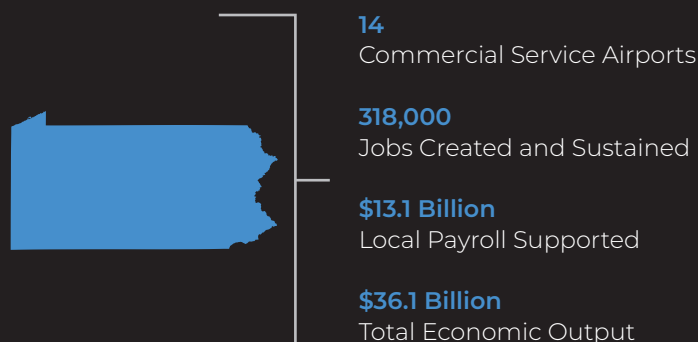 14
Commercial Service Airports
318,000
Jobs Created and Sustained
$13.1 Billion
Local Payroll Supported
$36.1 Billion
Total Economic Output